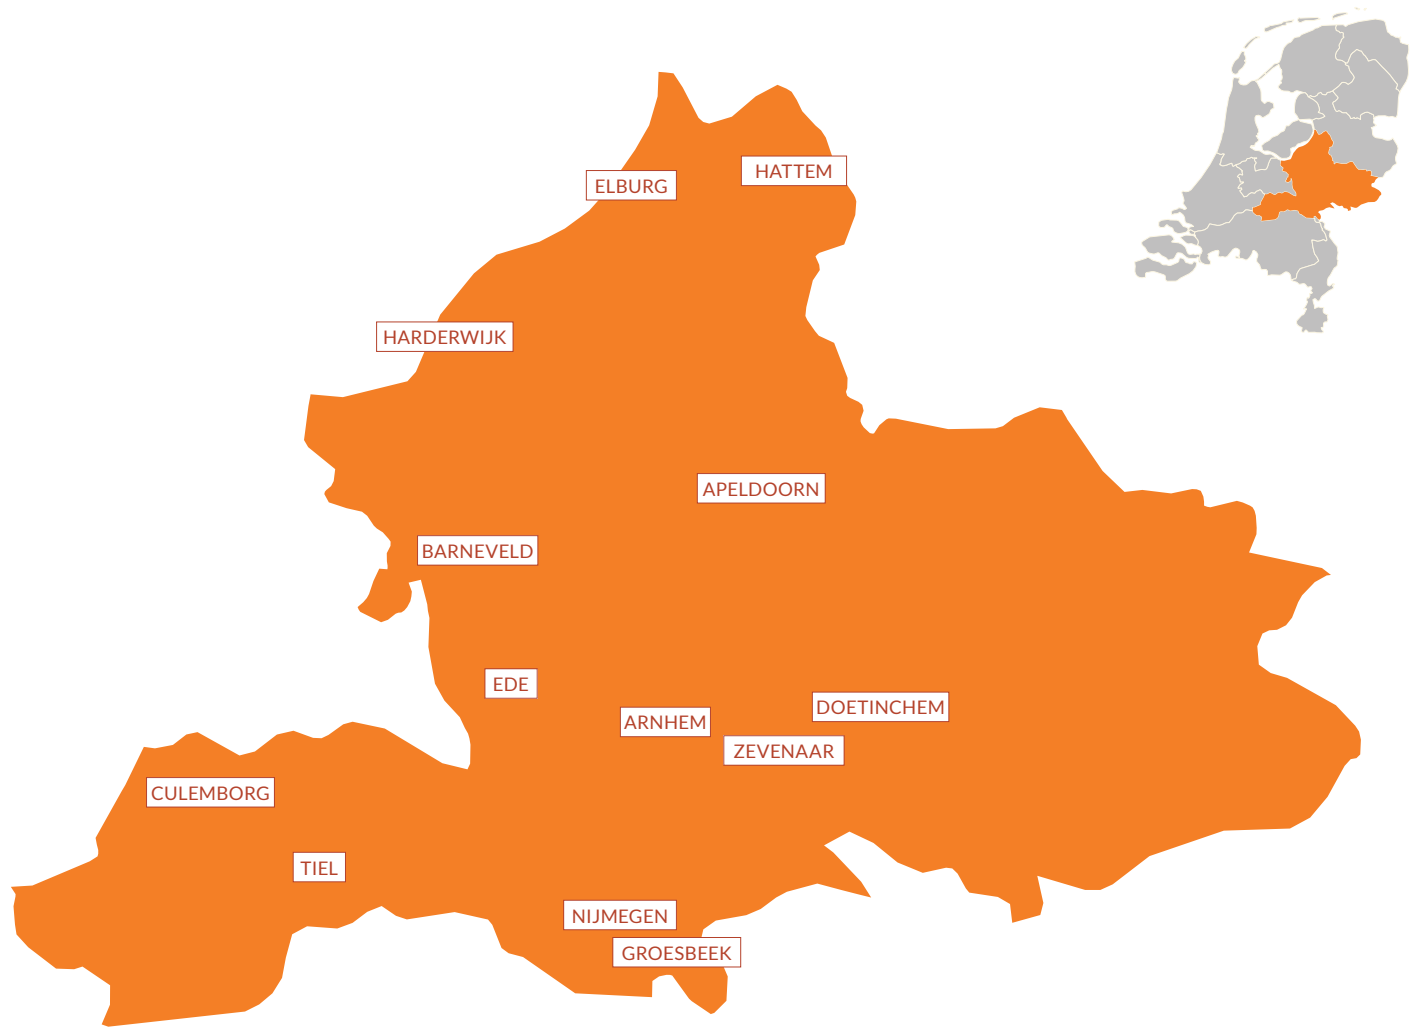 HATTEM
ELBURG
HARDERWIJK
APELDOORN
BARNEVELD
EDE
DOETINCHEM
ARNHEM
ZEVENAAR
CULEMBORG
TIEL
NIJMEGEN
GROESBEEK